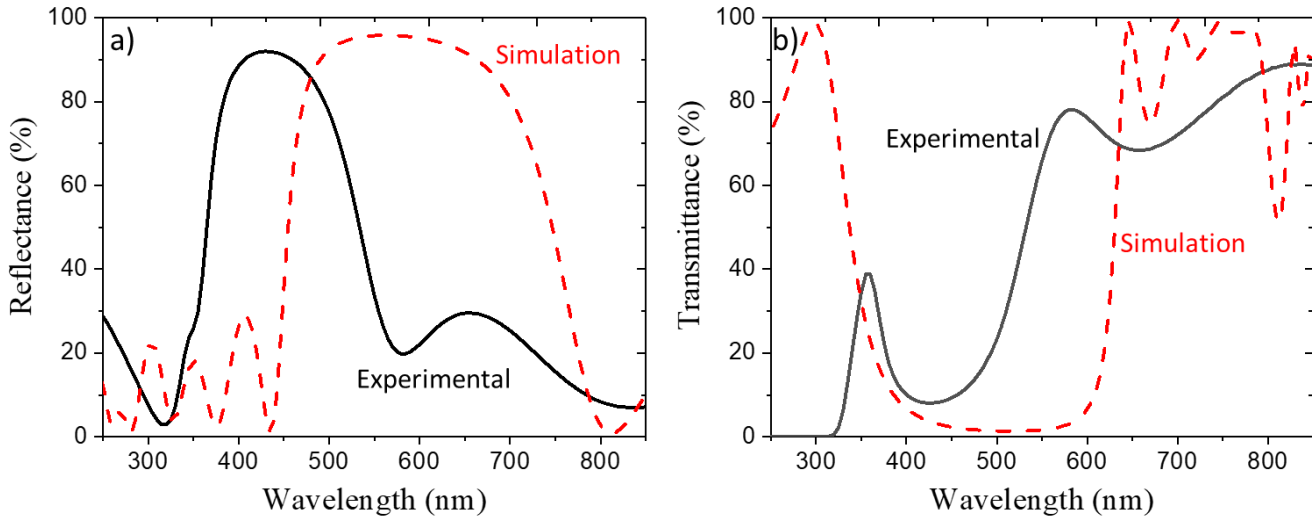 a)
Simulation
Experimental
Reflectance (%)
100
80
60
40
20
0
300 400 500 600 700 800
Wavelength (nm)
b)
Experimental
Simulation
Transmittance (%)
100
80
60
40
20
0
300 400 500 600 700 800
Wavelength (nm)